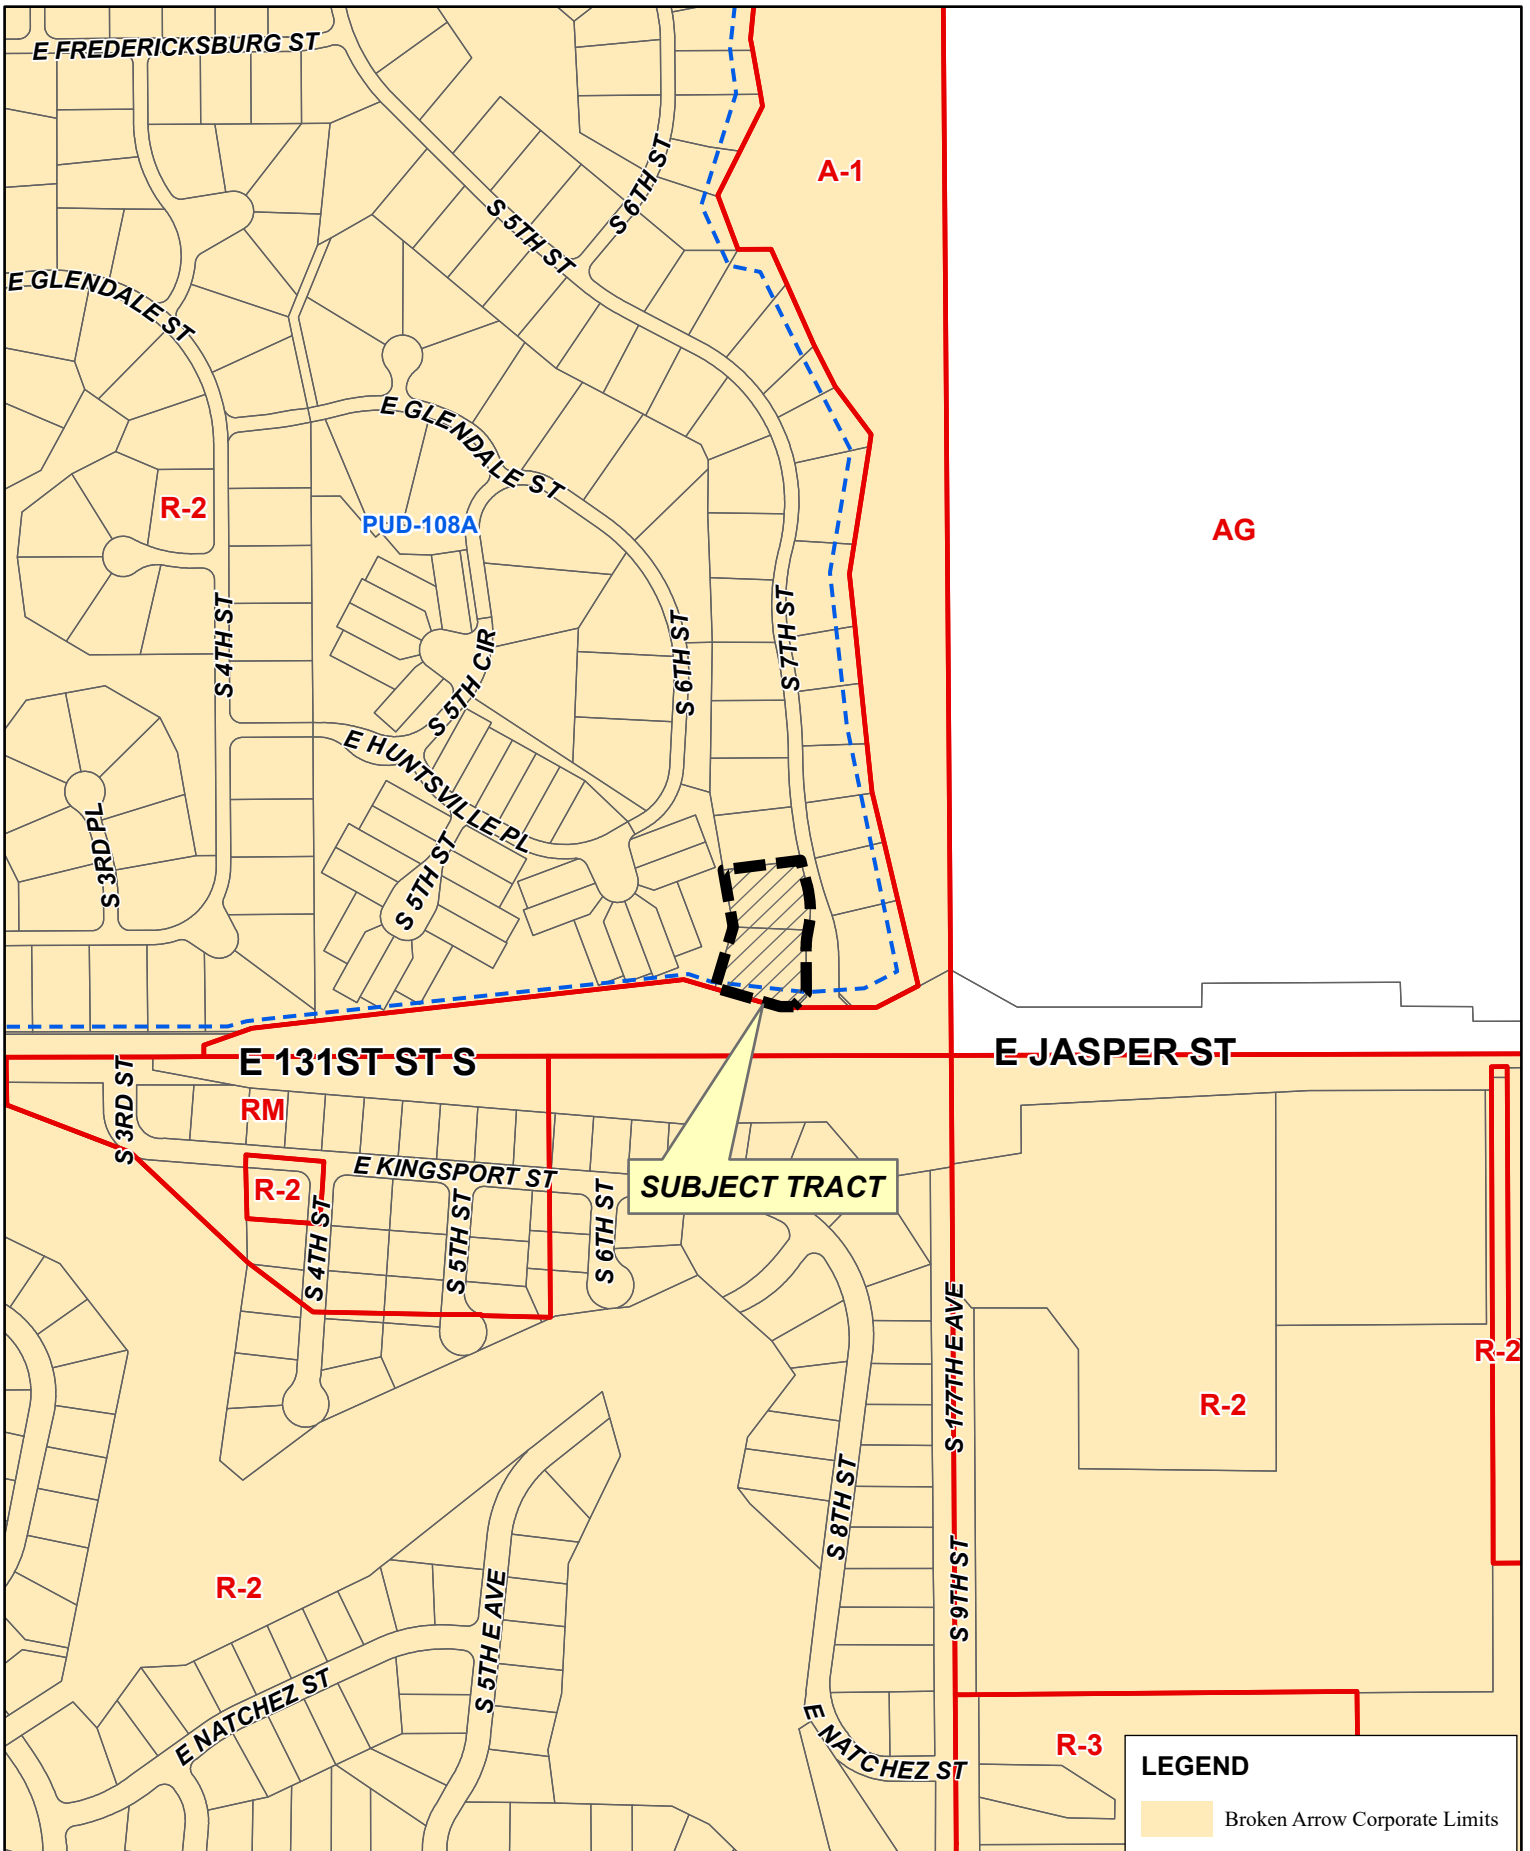 E FREDERICKSBURG ST
S 6TH ST
A-1
S 5TH ST
E GLENDALE ST
E GLENDALE ST
R-2
PUD-108A
AG
S 4TH ST
S 5TH CIR
S 6TH ST
S 7TH ST
E HUNTSVILLE PL
S 3RD PL
S 5TH ST
E 131ST ST S
E JASPER ST
S 3RD ST
RM
E KINGSPORT ST
R-2
SUBJECT TRACT
S 4TH ST
S 5TH ST
S 6TH ST
S 177TH E AVE
R-2
R-2
S 8TH ST
S 9TH ST
R-2
S 5TH E AVE
E NATCHEZ ST
E NATCHEZ ST
R-3
LEGEND
Broken Arrow Corporate Limits